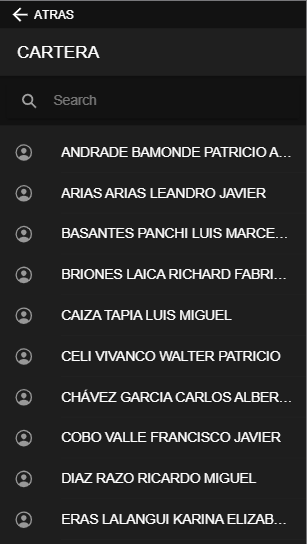 ATRAS
CARTERA
Search
ANDRADE BAMONDE PATRICIO A...
ARIAS ARIAS LEANDRO JAVIER
BASANTES PANCHI LUIS MARCE...
BRIONES LAICA RICHARD FABRI...
CAIZA TAPIA LUIS MIGUEL
CELI VIVANCO WALTER PATRICIO
CHÁVEZ GARCIA CARLOS ALBER...
COBO VALLE FRANCISCO JAVIER
DIAZ RAZO RICARDO MIGUEL
ERAS LALANGUI KARINA ELIZAB...